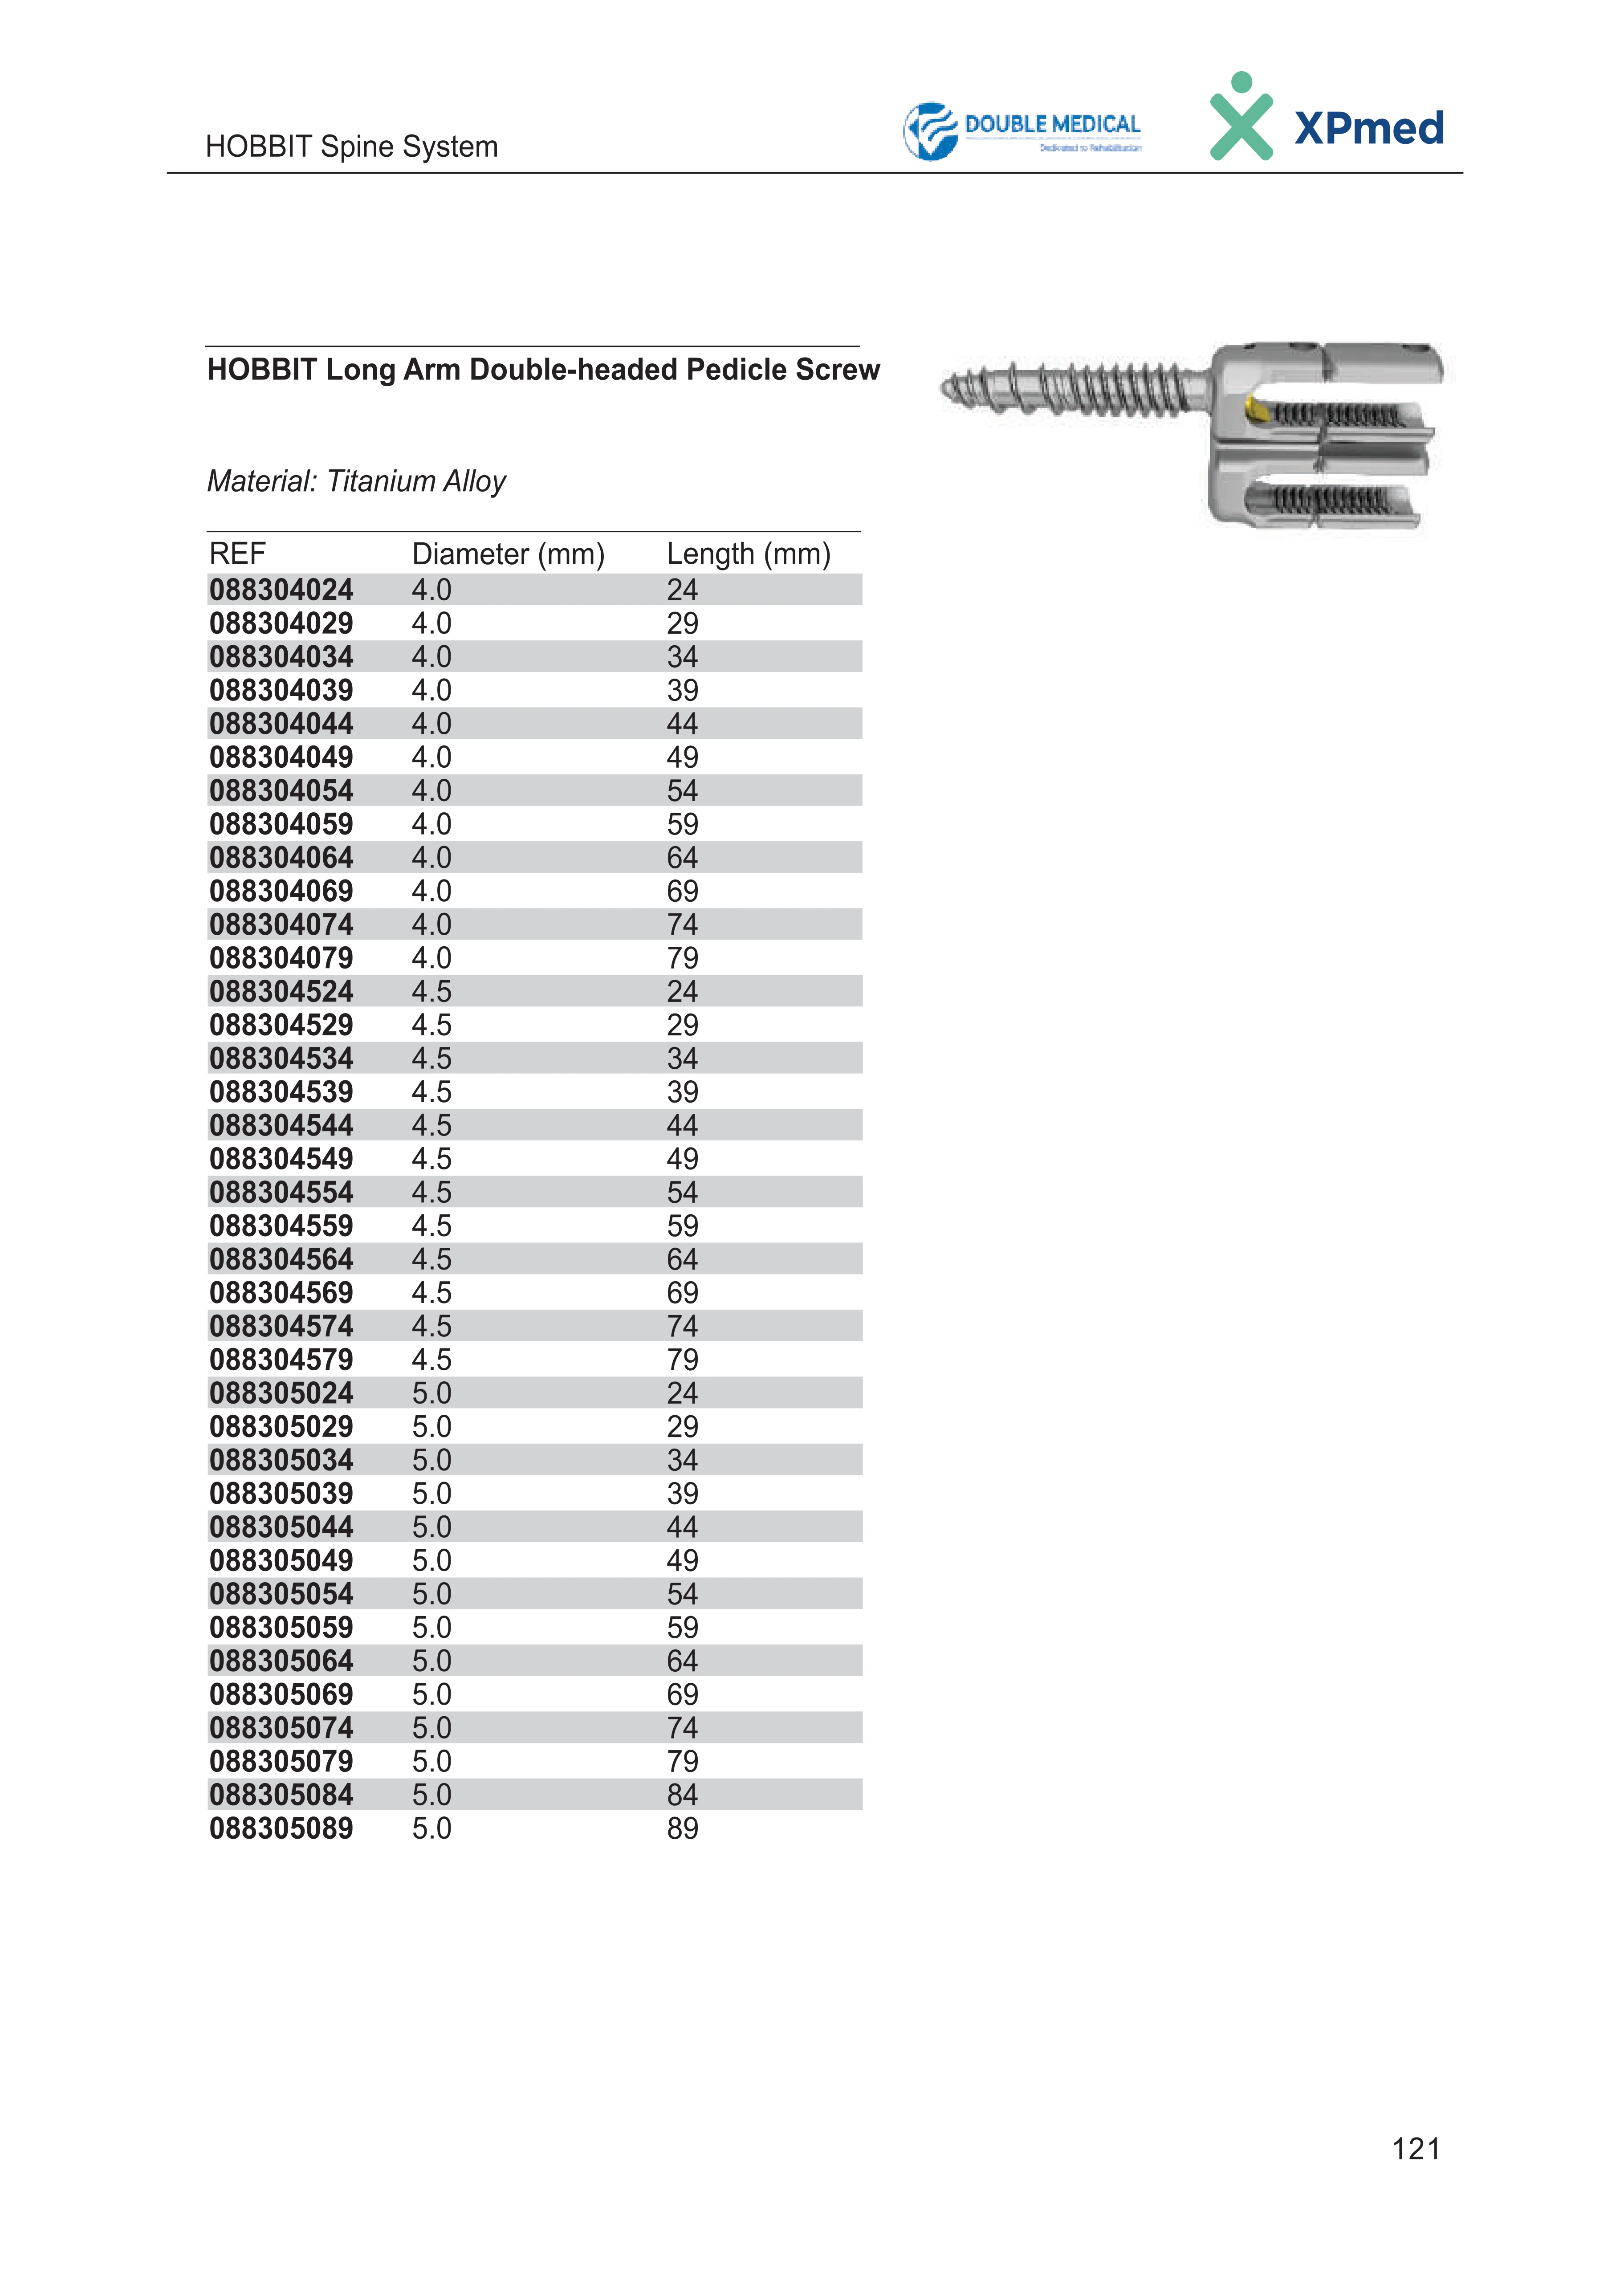 HOBBIT Spine System
DOUBLE MEDICAL
Dedicated to Rehabilitation
XPmed
HOBBIT Long Arm Double-headed Pedicle Screw
Material: Titanium Alloy
REF Diameter (mm) Length (mm)
088304024 4.0 24
088304029 4.0 29
088304034 4.0 34
088304039 4.0 39
088304044 4.0 44
088304049 4.0 49
088304054 4.0 54
088304059 4.0 59
088304064 4.0 64
088304069 4.0 69
088304074 4.0 74
088304079 4.0 79
088304524 4.5 24
088304529 4.5 29
088304534 4.5 34
088304539 4.5 39
088304544 4.5 44
088304549 4.5 49
088304554 4.5 54
088304559 4.5 59
088304564 4.5 64
088304569 4.5 69
088304574 4.5 74
088304579 4.5 79
088305024 5.0 24
088305029 5.0 29
088305034 5.0 34
088305039 5.0 39
088305044 5.0 44
088305049 5.0 49
088305054 5.0 54
088305059 5.0 59
088305064 5.0 64
088305069 5.0 69
088305074 5.0 74
088305079 5.0 79
088305084 5.0 84
088305089 5.0 89
121